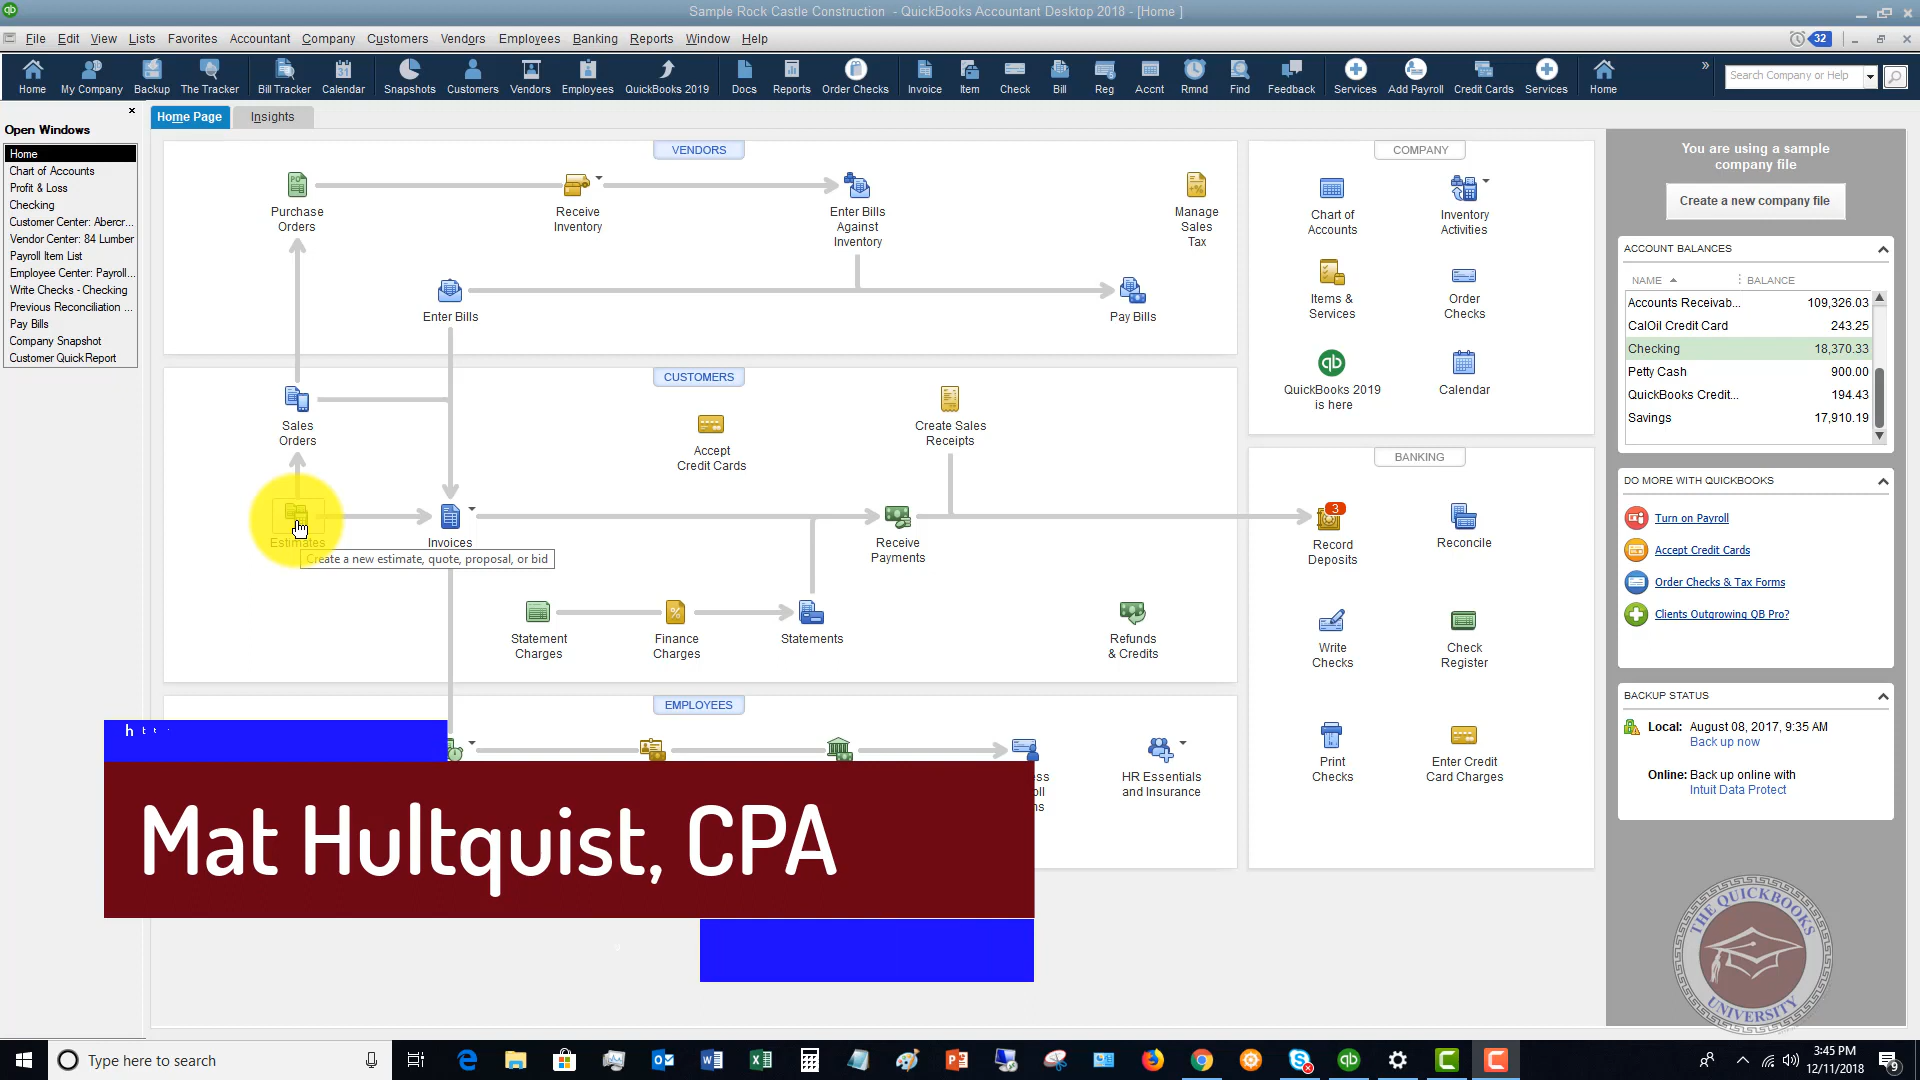 Sample Rock Castle Construction - QuickBooks Accountant Desktop 2018 - [Home ]
File Edit View Lists Favorites Accountant Company Customers Vendors Employees Banking Reports Window Help
32
Home My Company Backup The Tracker Bill Tracker Calendar Snapshots Customers Vendors Employees QuickBooks 2019 Docs Reports Order Checks Invoice Item Check Bill Reg Accnt Rmnd Find Feedback Services Add Payroll Credit Cards Services Home
Search Company or Help
Open Windows
Home
Chart of Accounts
Profit & Loss
Checking
Customer Center: Abercr...
Vendor Center: 84 Lumber
Payroll Item List
Employee Center: Payroll...
Write Checks - Checking
Previous Reconciliation ...
Pay Bills
Company Snapshot
Customer QuickReport
Home Page Insights
VENDORS
Purchase
Orders
Receive
Inventory
Enter Bills
Against
Inventory
Manage
Sales
Tax
Enter Bills
Pay Bills
CUSTOMERS
Sales
Orders
Accept
Credit Cards
Create Sales
Receipts
Estimates
Invoices
Create a new estimate, quote, proposal, or bid
Receive
Payments
Statement
Charges
Finance
Charges
Statements
Refunds
& Credits
EMPLOYEES
HR Essentials
and Insurance
COMPANY
Chart of
Accounts
Inventory
Activities
Items &
Services
Order
Checks
QuickBooks 2019
is here
Calendar
BANKING
3
Record
Deposits
Reconcile
Write
Checks
Check
Register
Print
Checks
Enter Credit
Card Charges
You are using a sample
company file
Create a new company file
ACCOUNT BALANCES
NAME BALANCE
Accounts Receivab... 109,326.03
CalOil Credit Card 243.25
Checking 18,370.33
Petty Cash 900.00
QuickBooks Credit... 194.43
Savings 17,910.19
DO MORE WITH QUICKBOOKS
Turn on Payroll
Accept Credit Cards
Order Checks & Tax Forms
Clients Outgrowing QB Pro?
BACKUP STATUS
Local: August 08, 2017, 9:35 AM
Back up now
Online: Back up online with
Intuit Data Protect
Mat Hultquist, CPA
THE QUICKBOOKS
UNIVERSITY
Type here to search
3:45 PM
12/11/2018
9